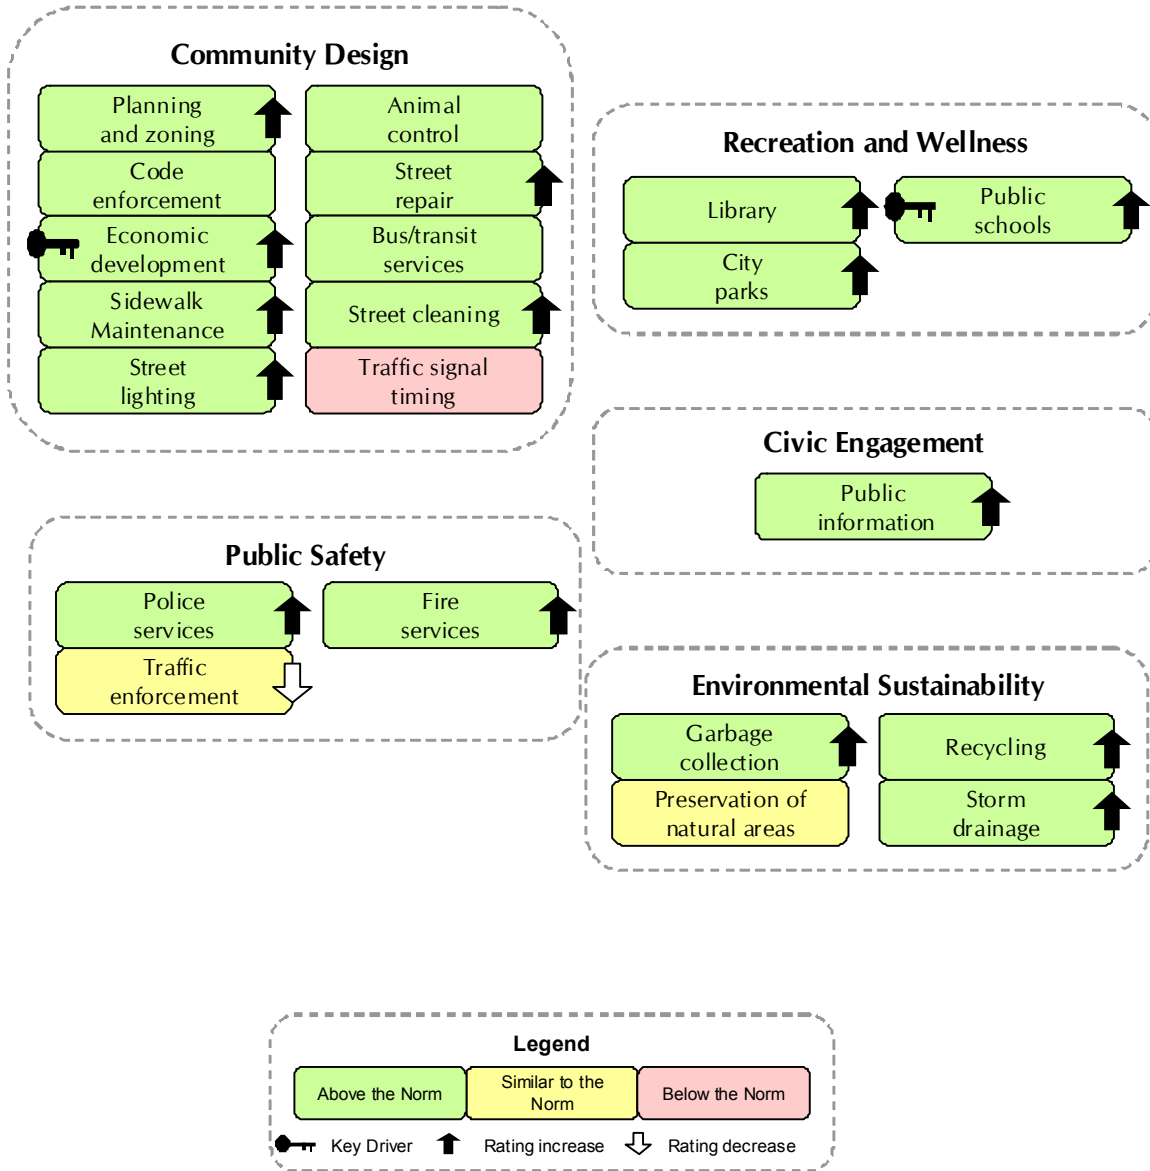 Community Design
Planning
and zoning
Animal
control
Code
enforcement
Street
repair
Economic
development
Bus/transit
services
Sidewalk
Maintenance
Street cleaning
Street
lighting
Traffic signal
timing
Recreation and Wellness
Library
Public
schools
City
parks
Civic Engagement
Public
information
Public Safety
Police
services
Fire
services
Traffic
enforcement
Environmental Sustainability
Garbage
collection
Recycling
Preservation of
natural areas
Storm
drainage
Legend
Above the Norm
Similar to the
Norm
Below the Norm
Key Driver
Rating increase
Rating decrease